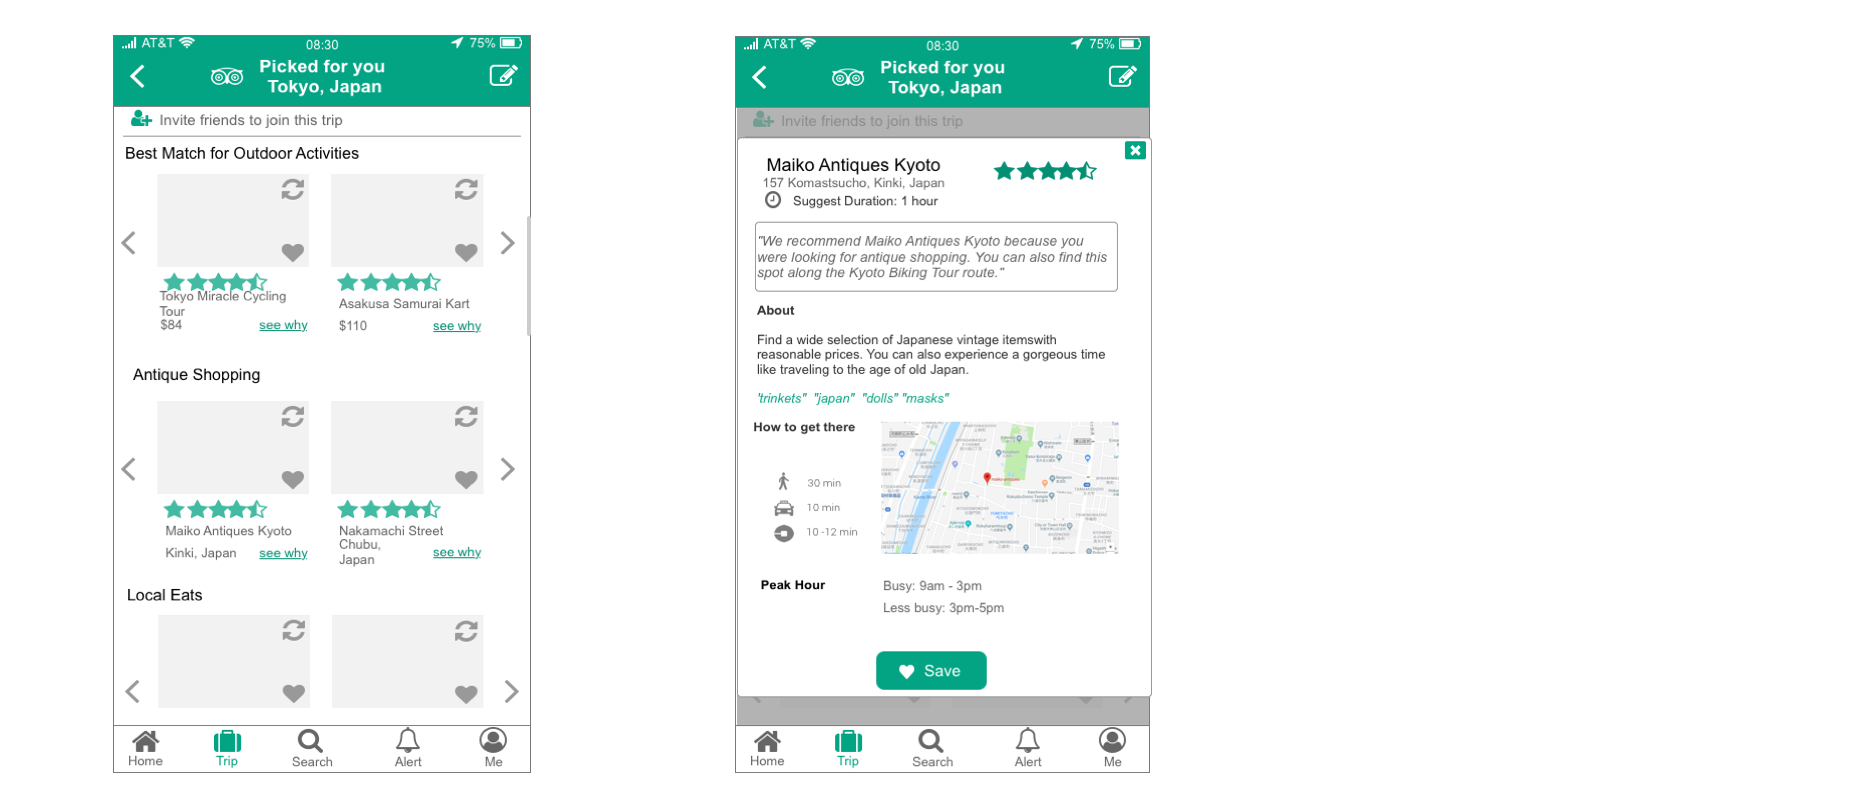 AT&T 08:30 75%
Picked for you
Tokyo, Japan
Invite friends to join this trip
Best Match for Outdoor Activities
Tokyo Miracle Cycling
Tour
$84 see why
Asakusa Samurai Kart
$110 see why
Antique Shopping
Maiko Antiques Kyoto
Kinki, Japan see why
Nakamachi Street
Chubu,
Japan
see why
Local Eats
Home Trip Search Alert Me
AT&T 08:30 75%
Picked for you
Tokyo, Japan
Invite friends to join this trip
Maiko Antiques Kyoto
157 Komastsucho, Kinki, Japan
Suggest Duration: 1 hour
"We recommend Maiko Antiques Kyoto because you
were looking for antique shopping. You can also find this
spot along the Kyoto Biking Tour route."
About
Find a wide selection of Japanese vintage itemswith
reasonable prices. You can also experience a gorgeous time
like traveling to the age of old Japan.
'trinkets" "japan" "dolls" "masks"
How to get there
30 min
10 min
10 -12 min
Peak Hour
Busy: 9am - 3pm
Less busy: 3pm-5pm
Save
Home Trip Search Alert Me